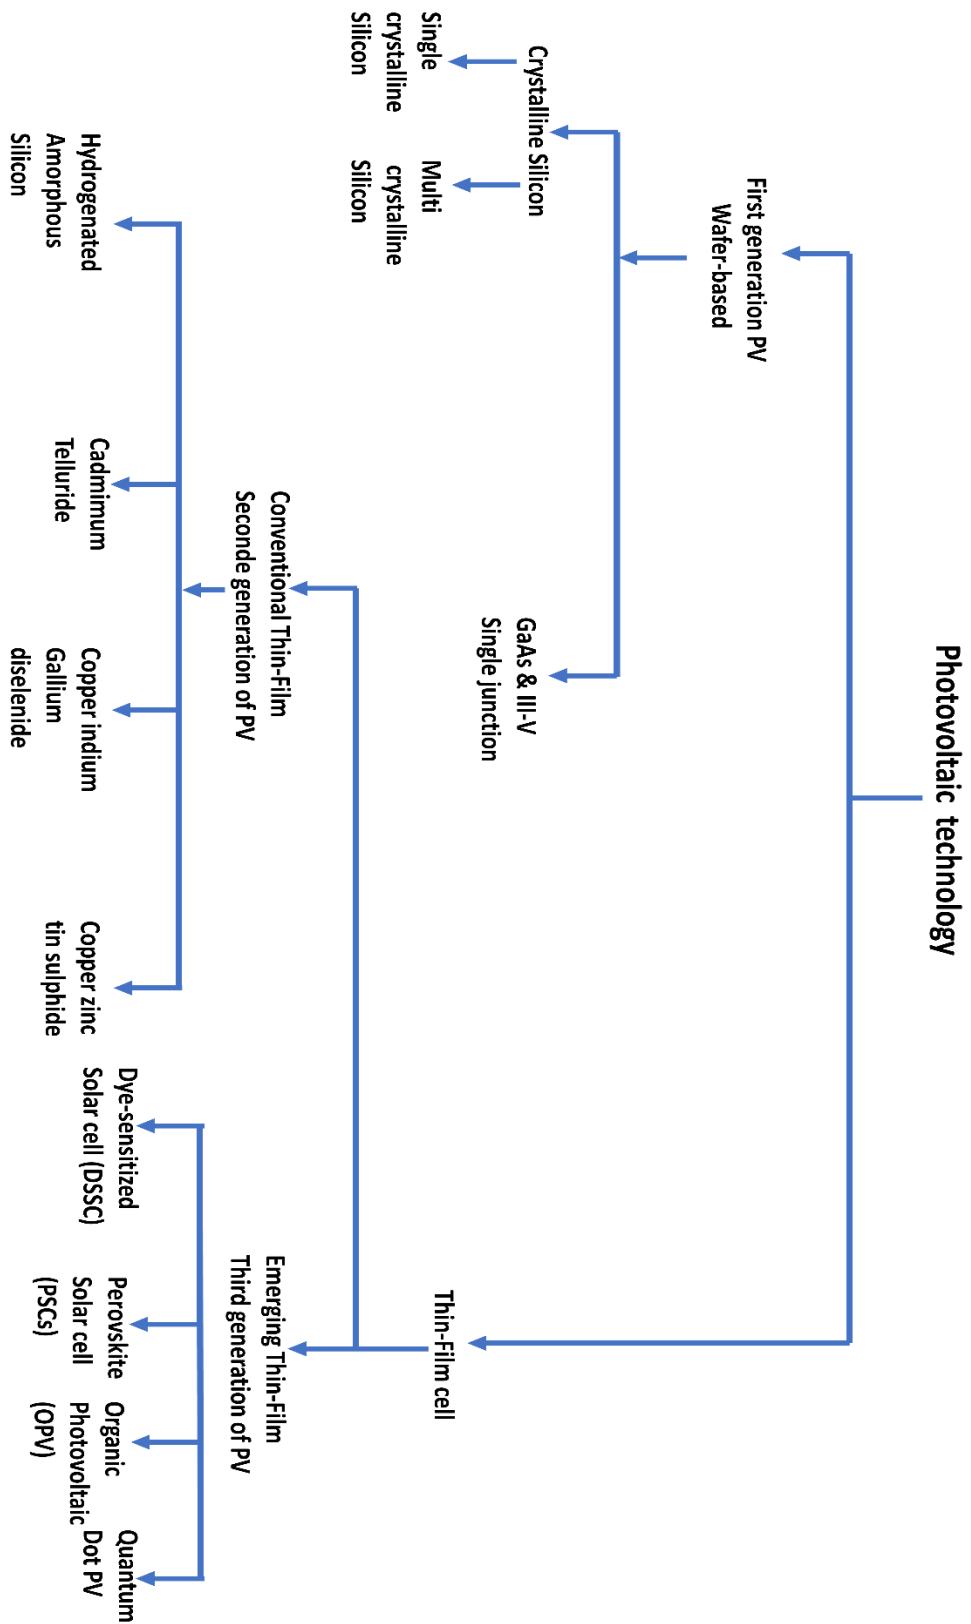 Photovoltaic technology
First generation PV
Wafer-based
Thin-Film cell
Crystalline Silicon
GaAs & III-V
Single junction
Single
crystalline
Silicon
Multi
crystalline
Silicon
Conventional Thin-Film
Seconde generation of PV
Emerging Thin-Film
Third generation of PV
Hydrogenated
Amorphous
Silicon
Cadmimum
Telluride
Copper indium
Gallium
diselenide
Copper zinc
tin sulphide
Dye-sensitized
Solar cell (DSSC)
Perovskite
Solar cell
(PSCs)
Organic
Photovoltaic
(OPV)
Quantum
Dot PV